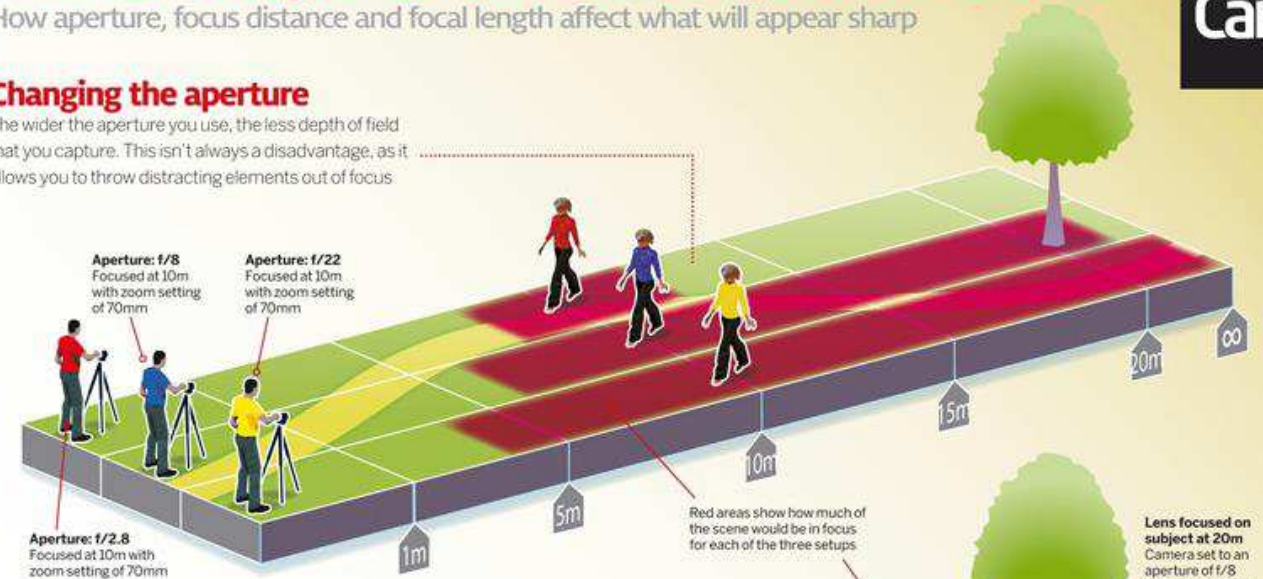 How aperture, focus distance and focal length affect what will appear sharp
Car
Changing the aperture
he wider the aperture you use, the less depth of field
hat you capture. This isn't always a disadvantage, as it
llows you to throw distracting elements out of focus
Aperture: f/8
Focused at 10m
with zoom setting
of 70mm
Aperture: f/22
Focused at 10m
with zoom setting
of 70mm
Aperture: f/2.8
Focused at 10m with
zoom setting of 70mm
1m
5m
10m
15m
20m
∞
Red areas show how much of
the scene would be in focus
for each of the three setups
Lens focused on
subject at 20m
Camera set to an
aperture of f/8